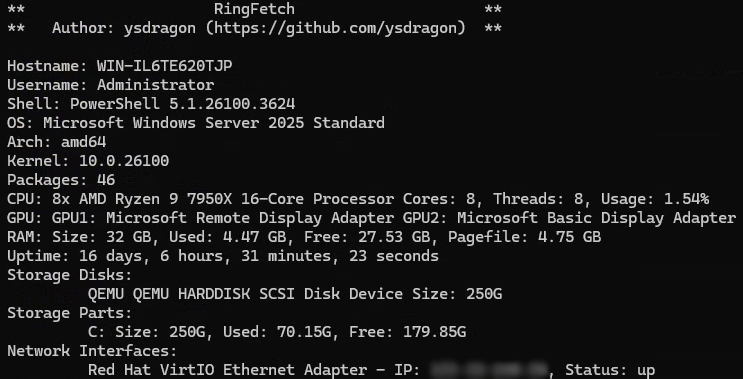 ** RingFetch **
** Author: ysdragon (https://github.com/ysdragon) **
Hostname: WIN-IL6TE620TJP
Username: Administrator
Shell: PowerShell 5.1.26100.3624
OS: Microsoft Windows Server 2025 Standard
Arch: amd64
Kernel: 10.0.26100
Packages: 46
CPU: 8x AMD Ryzen 9 7950X 16-Core Processor Cores: 8, Threads: 8, Usage: 1.54%
GPU: GPU1: Microsoft Remote Display Adapter GPU2: Microsoft Basic Display Adapter
RAM: Size: 32 GB, Used: 4.47 GB, Free: 27.53 GB, Pagefile: 4.75 GB
Uptime: 16 days, 6 hours, 31 minutes, 23 seconds
Storage Disks:
QEMU QEMU HARDDISK SCSI Disk Device Size: 250G
Storage Parts:
C: Size: 250G, Used: 70.15G, Free: 179.85G
Network Interfaces:
Red Hat VirtIO Ethernet Adapter - IP: , Status: up